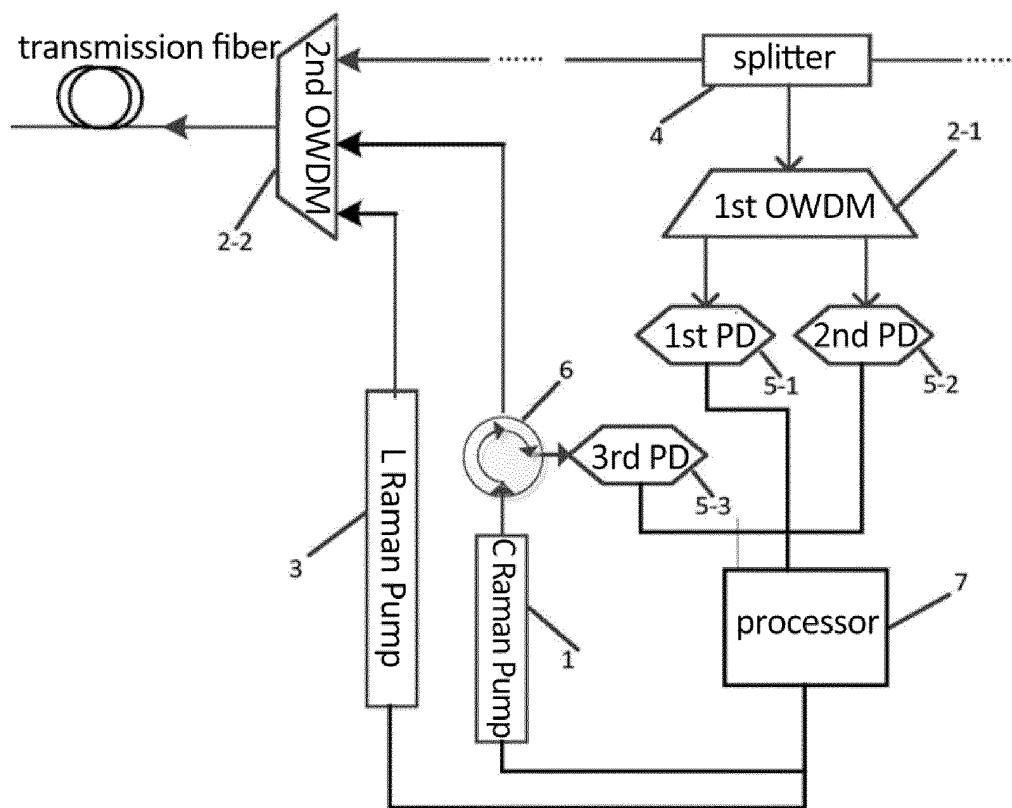 transmission fiber
2nd OWDM
......
splitter
......
4
2-1
1st OWDM
2-2
1st PD
2nd PD
5-1
5-2
6
3rd PD
5-3
L Raman Pump
3
C Raman Pump
1
processor
7